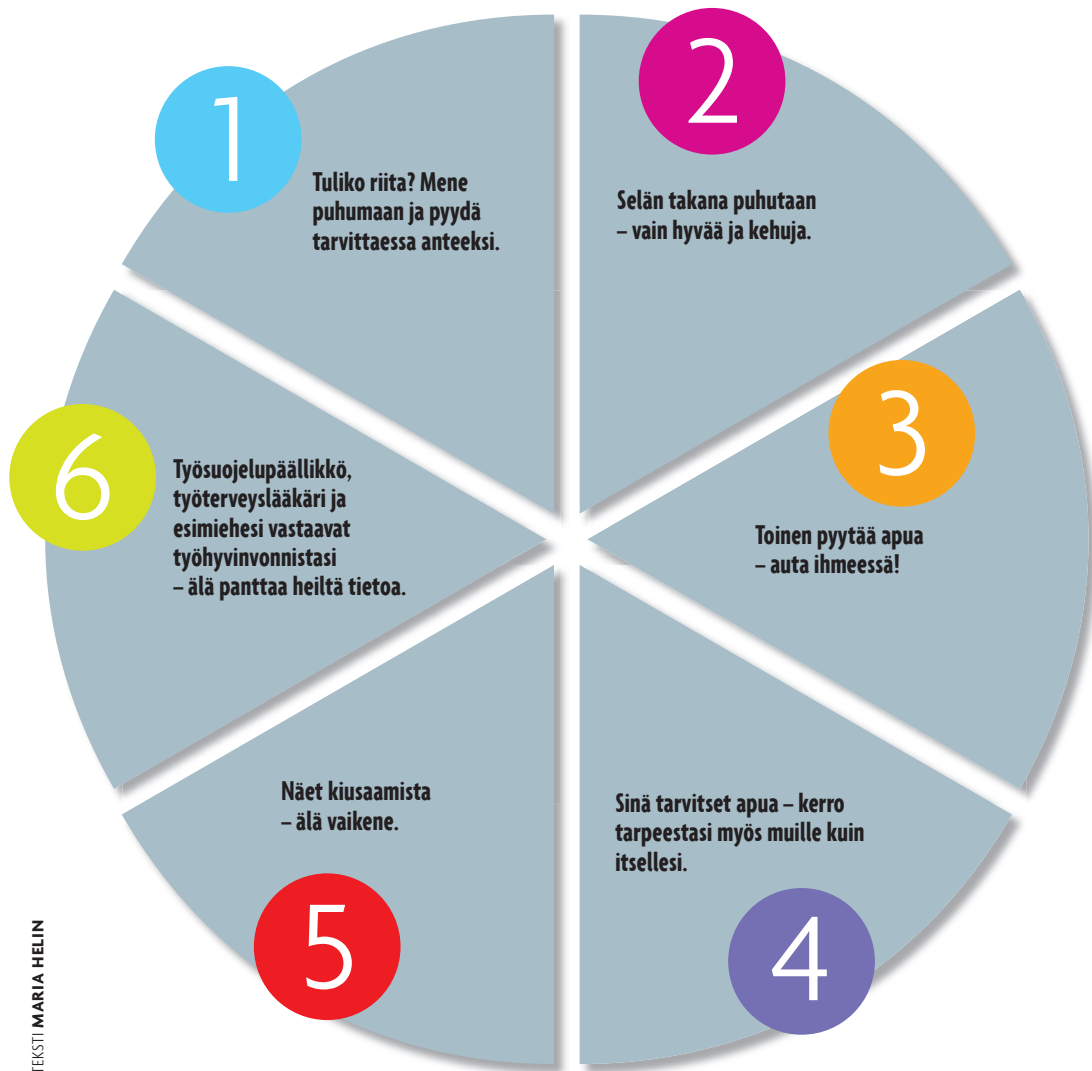 1
Tuliko riita? Mene
puhumaan ja pyydä
tarvittaessa anteeksi.
2
Selän takana puhutaan
– vain hyvää ja kehuja.
3
Toinen pyytää apua
– auta ihmeessä!
4
Sinä tarvitset apua – kerro
tarpeestasi myös muille kuin
itsellesi.
5
Näet kiusaamista
– älä vaikene.
6
Työsuojelupäällikkö,
työterveyslääkäri ja
esimiehesi vastaavat
työhyvinvonnistasi
– älä panttaa heiltä tietoa.
TEKSTI MARIA HELIN